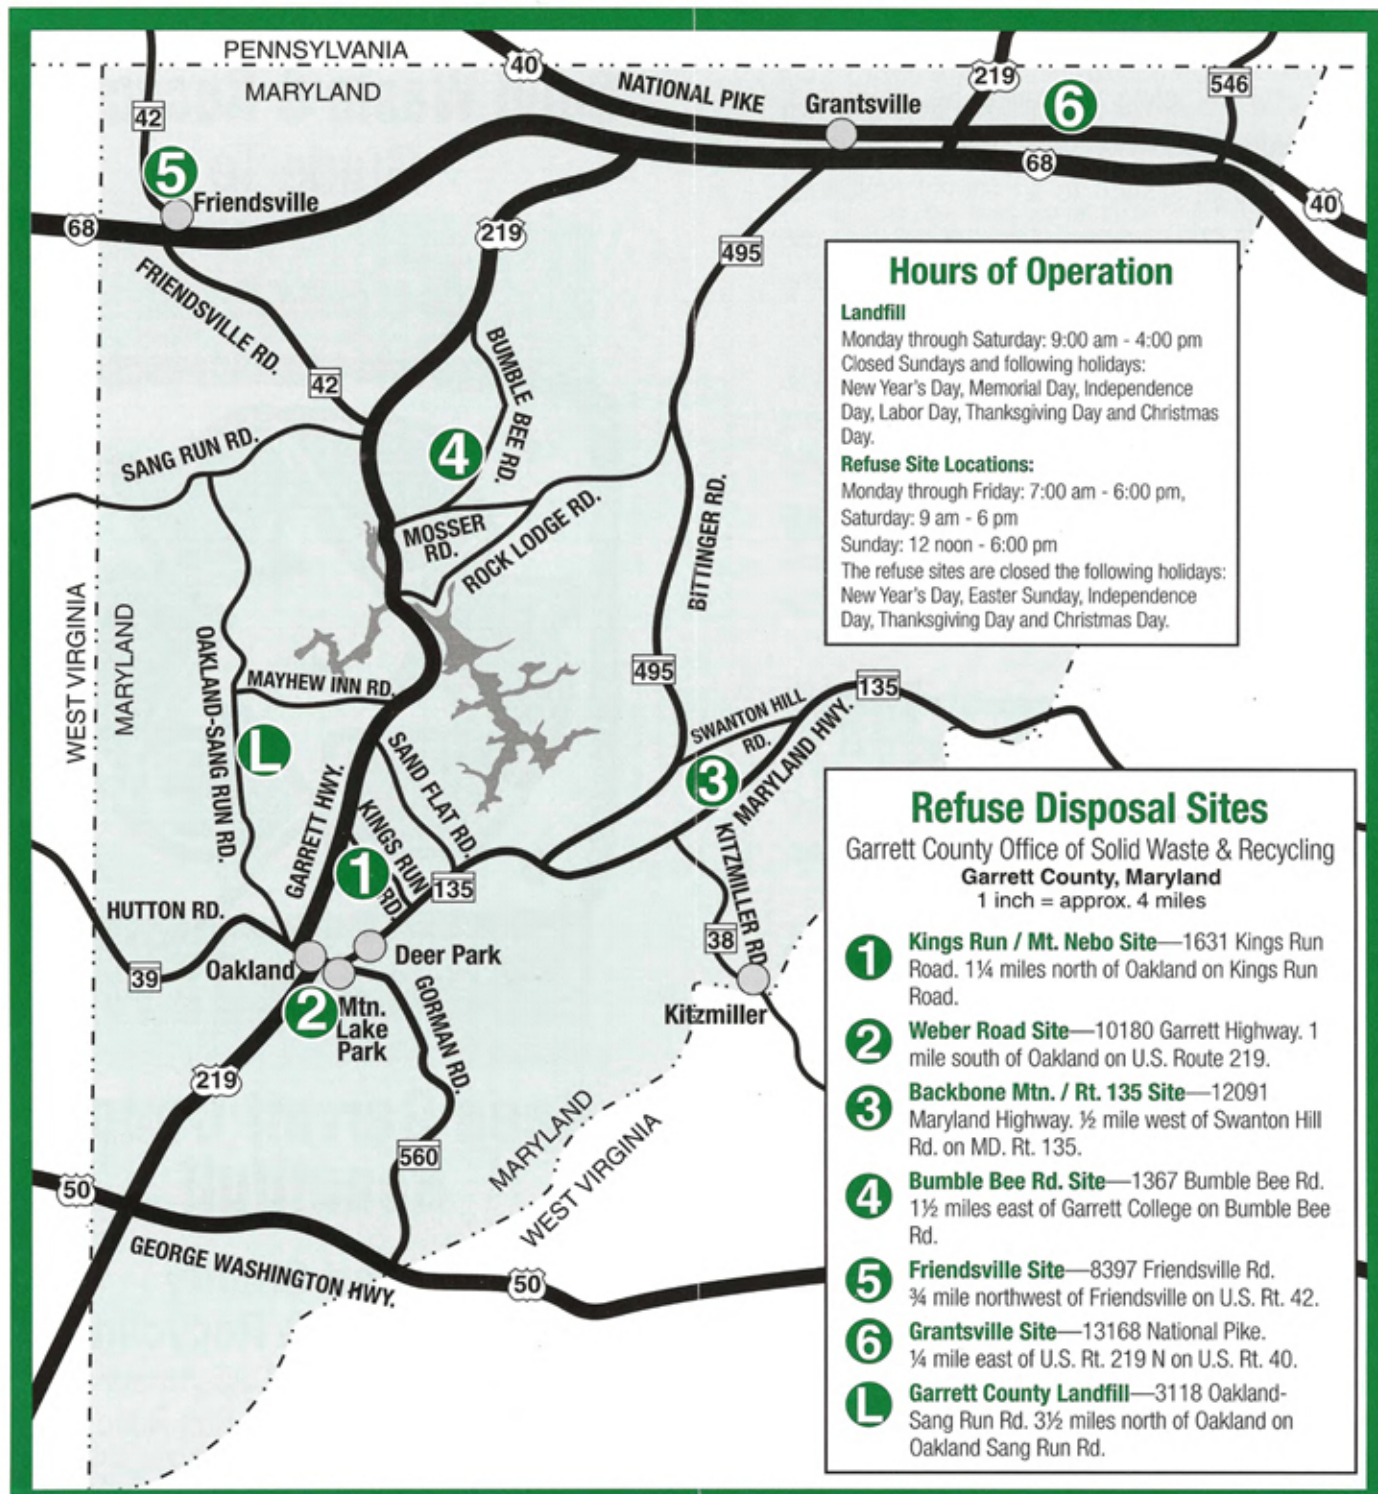 PENNSYLVANIA
MARYLAND
40
219
546
NATIONAL PIKE
Grantsville
6
42
5
Friendsville
68
68
40
219
495
FRIENDSVILLE RD.
42
BUMBLE BEE RD.
SANG RUN RD.
4
MOSSER
RD.
ROCK LODGE RD.
BITTINGER RD.
WEST VIRGINIA
MARYLAND
OAKLAND-SANG RUN RD.
MAYHEW INN RD.
495
135
SWANTON HILL
RD.
MARYLAND HWY.
L
3
GARRETT HWY.
SAND FLAT RD.
KINGS RUN
RD.
1
135
KITZMILLER RD.
38
HUTTON RD.
39
Oakland
Deer Park
2
Mtn.
Lake
Park
GORMAN RD.
Kitzmiller
219
560
MARYLAND
WEST VIRGINIA
50
GEORGE WASHINGTON HWY.
50
Hours of Operation
Landfill
Monday through Saturday: 9:00 am - 4:00 pm
Closed Sundays and following holidays:
New Year's Day, Memorial Day, Independence
Day, Labor Day, Thanksgiving Day and Christmas
Day.
Refuse Site Locations:
Monday through Friday: 7:00 am - 6:00 pm,
Saturday: 9 am - 6 pm
Sunday: 12 noon - 6:00 pm
The refuse sites are closed the following holidays:
New Year's Day, Easter Sunday, Independence
Day, Thanksgiving Day and Christmas Day.
Refuse Disposal Sites
Garrett County Office of Solid Waste & Recycling
Garrett County, Maryland
1 inch = approx. 4 miles
1 Kings Run / Mt. Nebo Site—1631 Kings Run
Road. 1¼ miles north of Oakland on Kings Run
Road.
2 Weber Road Site—10180 Garrett Highway. 1
mile south of Oakland on U.S. Route 219.
3 Backbone Mtn. / Rt. 135 Site—12091
Maryland Highway. ½ mile west of Swanton Hill
Rd. on MD. Rt. 135.
4 Bumble Bee Rd. Site—1367 Bumble Bee Rd.
1½ miles east of Garrett College on Bumble Bee
Rd.
5 Friendsville Site—8397 Friendsville Rd.
¾ mile northwest of Friendsville on U.S. Rt. 42.
6 Grantsville Site—13168 National Pike.
¼ mile east of U.S. Rt. 219 N on U.S. Rt. 40.
L Garrett County Landfill—3118 Oakland-
Sang Run Rd. 3½ miles north of Oakland on
Oakland Sang Run Rd.